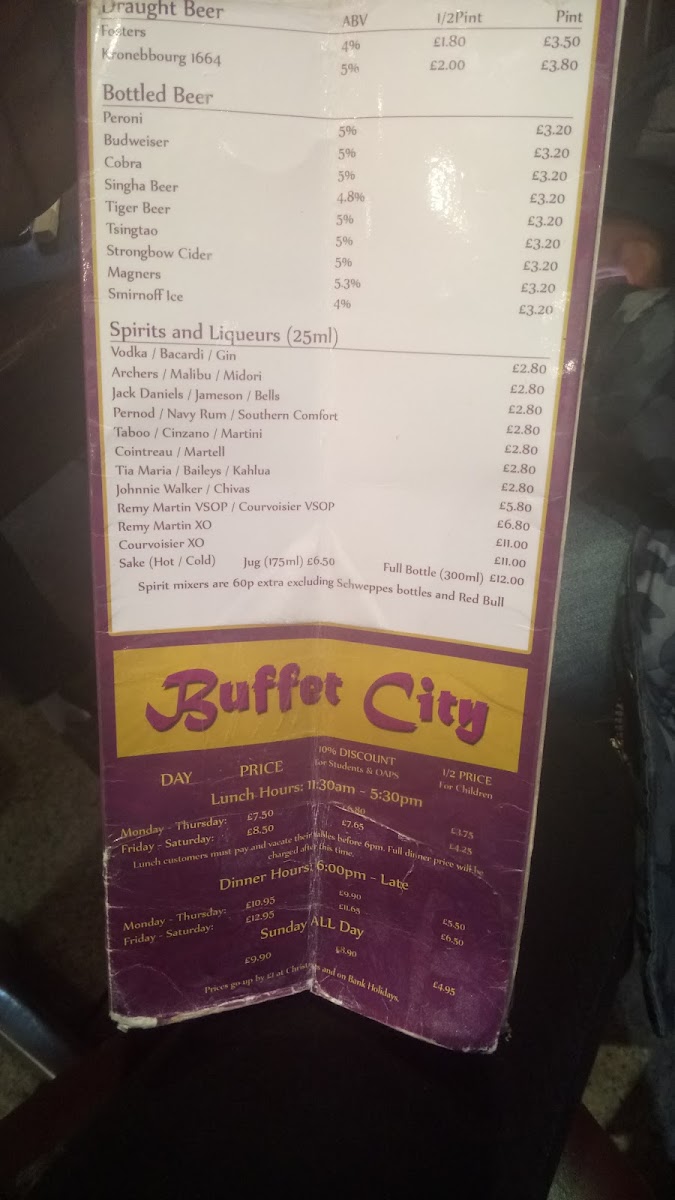 Draught Beer ABV 1/2Pint Pint
Fosters 4% £1.80 £3.50
Kronebbourg 1664 5% £2.00 £3.80
Bottled Beer
Peroni 5% £3.20
Budweiser 5% £3.20
Cobra 5% £3.20
Singha Beer 4.8% £3.20
Tiger Beer 5% £3.20
Tsingtao 5% £3.20
Strongbow Cider 5% £3.20
Magners 5.3% £3.20
Smirnoff Ice 4% £3.20
Spirits and Liqueurs (25ml)
Vodka / Bacardi / Gin £2.80
Archers / Malibu / Midori £2.80
Jack Daniels / Jameson / Bells £2.80
Pernod / Navy Rum / Southern Comfort £2.80
Taboo / Cinzano / Martini £2.80
Cointreau / Martell £2.80
Tia Maria / Baileys / Kahlua £2.80
Johnnie Walker / Chivas £5.80
Remy Martin VSOP / Courvoisier VSOP £6.80
Remy Martin XO £11.00
Courvoisier XO £11.00
Sake (Hot / Cold) Jug (175ml) £6.50 Full Bottle (300ml) £12.00
Spirit mixers are 60p extra excluding Schweppes bottles and Red Bull
Buffet City
DAY PRICE 10% DISCOUNT 1/2 PRICE
for Students & OAPS For Children
Lunch Hours: 11:30am - 5:30pm
Monday - Thursday: £7.50 £6.80 £3.75
Friday - Saturday: £8.50 £7.65 £4.25
Lunch customers must pay and vacate their tables before 6pm. Full dinner price will be
charged after this time.
Dinner Hours: 6:00pm - Late
Monday - Thursday: £10.95 £9.90 £5.50
Friday - Saturday: £12.95 £11.65 £6.50
Sunday ALL Day
£9.90 £8.90 £4.95
Prices go up by £1 at Christmas and on Bank Holidays.